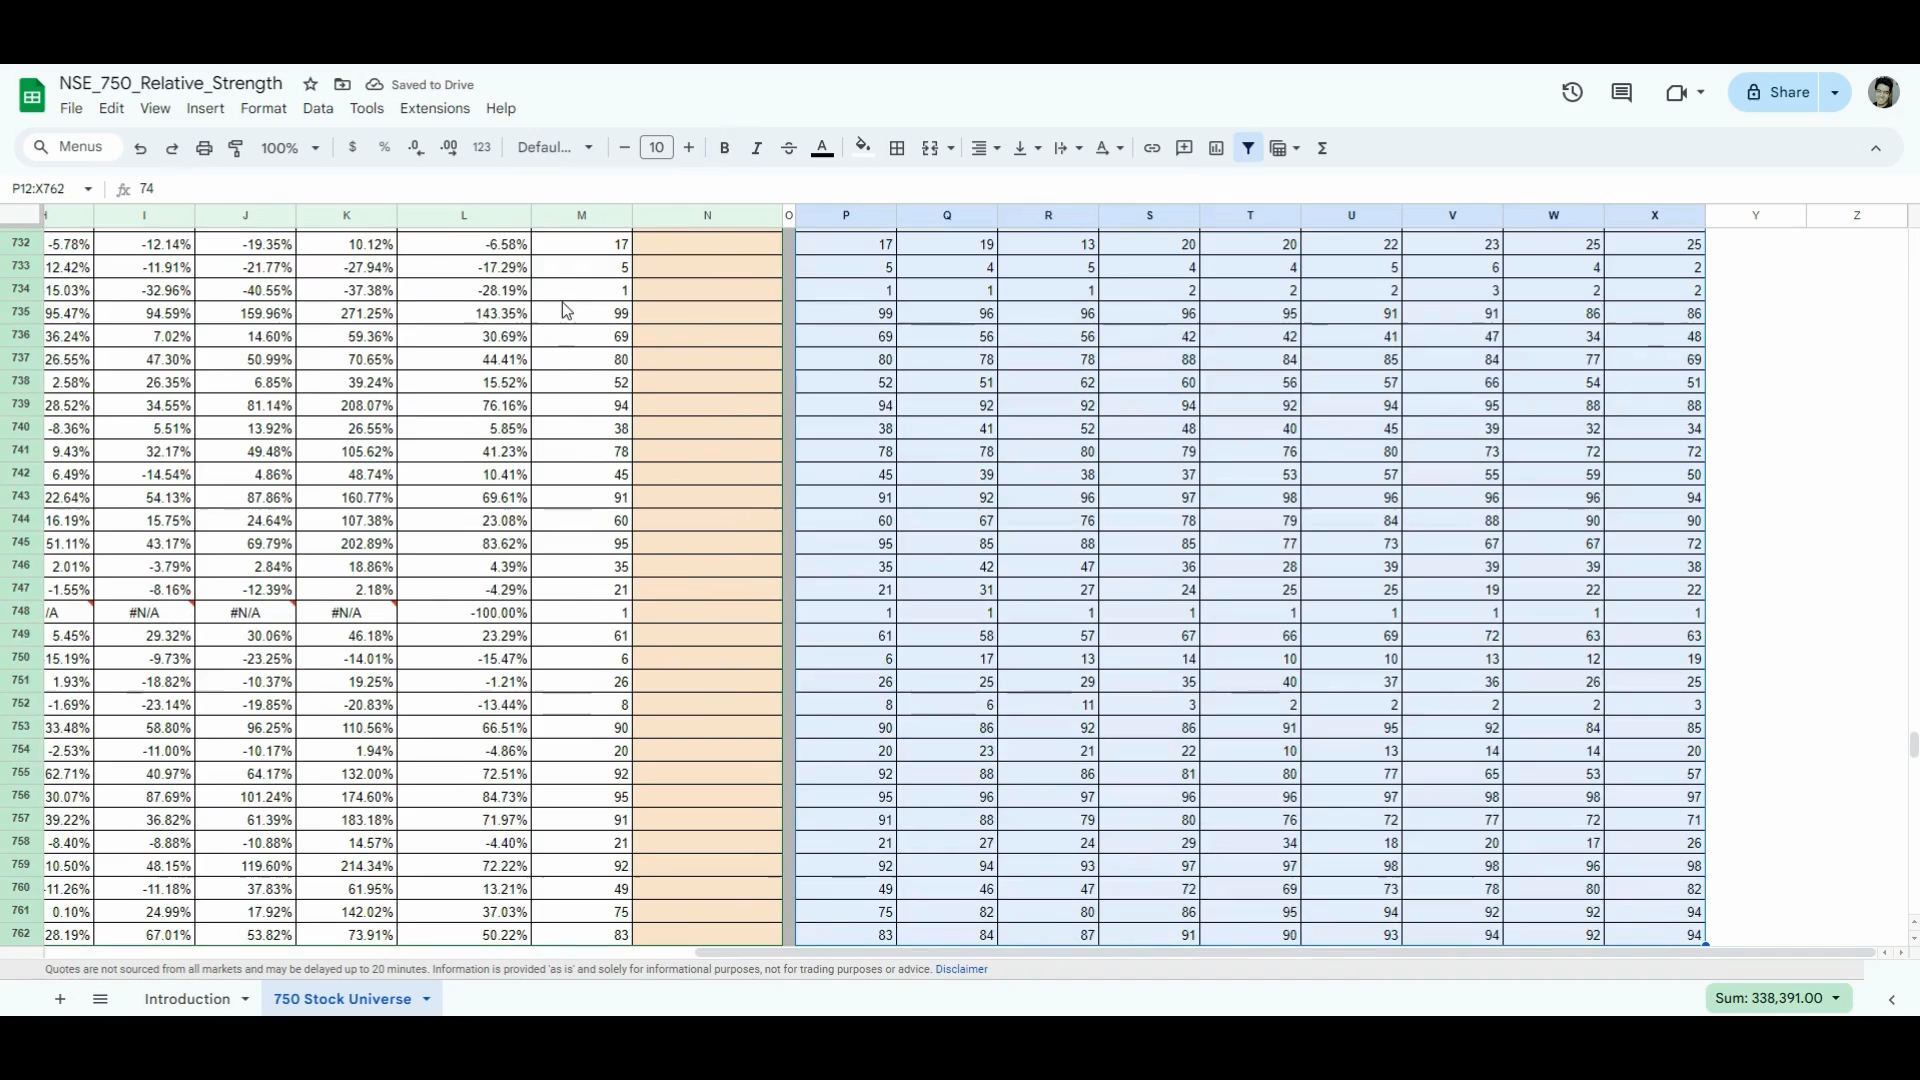 NSE_750_Relative_Strength Saved to Drive
File Edit View Insert Format Data Tools Extensions Help
Share
Menus 100% $ % .0 .00 123 Defaul... − 10 + B I A
P12:X762 fx 74
H I J K L M N O P Q R S T U V W X Y Z
732 -5.78% -12.14% -19.35% 10.12% -6.58% 17 17 19 13 20 20 22 23 25 25
733 12.42% -11.91% -21.77% -27.94% -17.29% 5 5 4 5 4 4 5 6 4 2
734 15.03% -32.96% -40.55% -37.38% -28.19% 1 1 1 1 2 2 2 3 2 2
735 95.47% 94.59% 159.96% 271.25% 143.35% 99 99 96 96 96 95 91 91 86 86
736 36.24% 7.02% 14.60% 59.36% 30.69% 69 69 56 56 42 42 41 47 34 48
737 26.55% 47.30% 50.99% 70.65% 44.41% 80 80 78 78 88 84 85 84 77 69
738 2.58% 26.35% 6.85% 39.24% 15.52% 52 52 51 62 60 56 57 66 54 51
739 28.52% 34.55% 81.14% 208.07% 76.16% 94 94 92 92 94 92 94 95 88 88
740 -8.36% 5.51% 13.92% 26.55% 5.85% 38 38 41 52 48 40 45 39 32 34
741 9.43% 32.17% 49.48% 105.62% 41.23% 78 78 78 80 79 76 80 73 72 72
742 6.49% -14.54% 4.86% 48.74% 10.41% 45 45 39 38 37 53 57 55 59 50
743 22.64% 54.13% 87.86% 160.77% 69.61% 91 91 92 96 97 98 96 96 96 94
744 16.19% 15.75% 24.64% 107.38% 23.08% 60 60 67 76 78 79 84 88 90 90
745 51.11% 43.17% 69.79% 202.89% 83.62% 95 95 85 88 85 77 73 67 67 72
746 2.01% -3.79% 2.84% 18.86% 4.39% 35 35 42 47 36 28 39 39 39 38
747 -1.55% -8.16% -12.39% 2.18% -4.29% 21 21 31 27 24 25 25 19 22 22
748 /A #N/A #N/A #N/A -100.00% 1 1 1 1 1 1 1 1 1 1
749 5.45% 29.32% 30.06% 46.18% 23.29% 61 61 58 57 67 66 69 72 63 63
750 15.19% -9.73% -23.25% -14.01% -15.47% 6 6 17 13 14 10 10 13 12 19
751 1.93% -18.82% -10.37% 19.25% -1.21% 26 26 25 29 35 40 37 36 26 25
752 -1.69% -23.14% -19.85% -20.83% -13.44% 8 8 6 11 3 2 2 2 2 3
753 33.48% 58.80% 96.25% 110.56% 66.51% 90 90 86 92 86 91 95 92 84 85
754 -2.53% -11.00% -10.17% 1.94% -4.86% 20 20 23 21 22 10 13 14 14 20
755 62.71% 40.97% 64.17% 132.00% 72.51% 92 92 88 86 81 80 77 65 53 57
756 30.07% 87.69% 101.24% 174.60% 84.73% 95 95 96 97 96 96 97 98 98 97
757 39.22% 36.82% 61.39% 183.18% 71.97% 91 91 88 79 80 76 72 77 72 71
758 -8.40% -8.88% -10.88% 14.57% -4.40% 21 21 27 24 29 34 18 20 17 26
759 10.50% 48.15% 119.60% 214.34% 72.22% 92 92 94 93 97 97 98 98 96 98
760 -11.26% -11.18% 37.83% 61.95% 13.21% 49 49 46 47 72 69 73 78 80 82
761 0.10% 24.99% 17.92% 142.02% 37.03% 75 75 82 80 86 95 94 92 92 94
762 28.19% 67.01% 53.82% 73.91% 50.22% 83 83 84 87 91 90 93 94 92 94
Quotes are not sourced from all markets and may be delayed up to 20 minutes. Information is provided 'as is' and solely for informational purposes, not for trading purposes or advice. Disclaimer
Introduction 750 Stock Universe Sum: 338,391.00